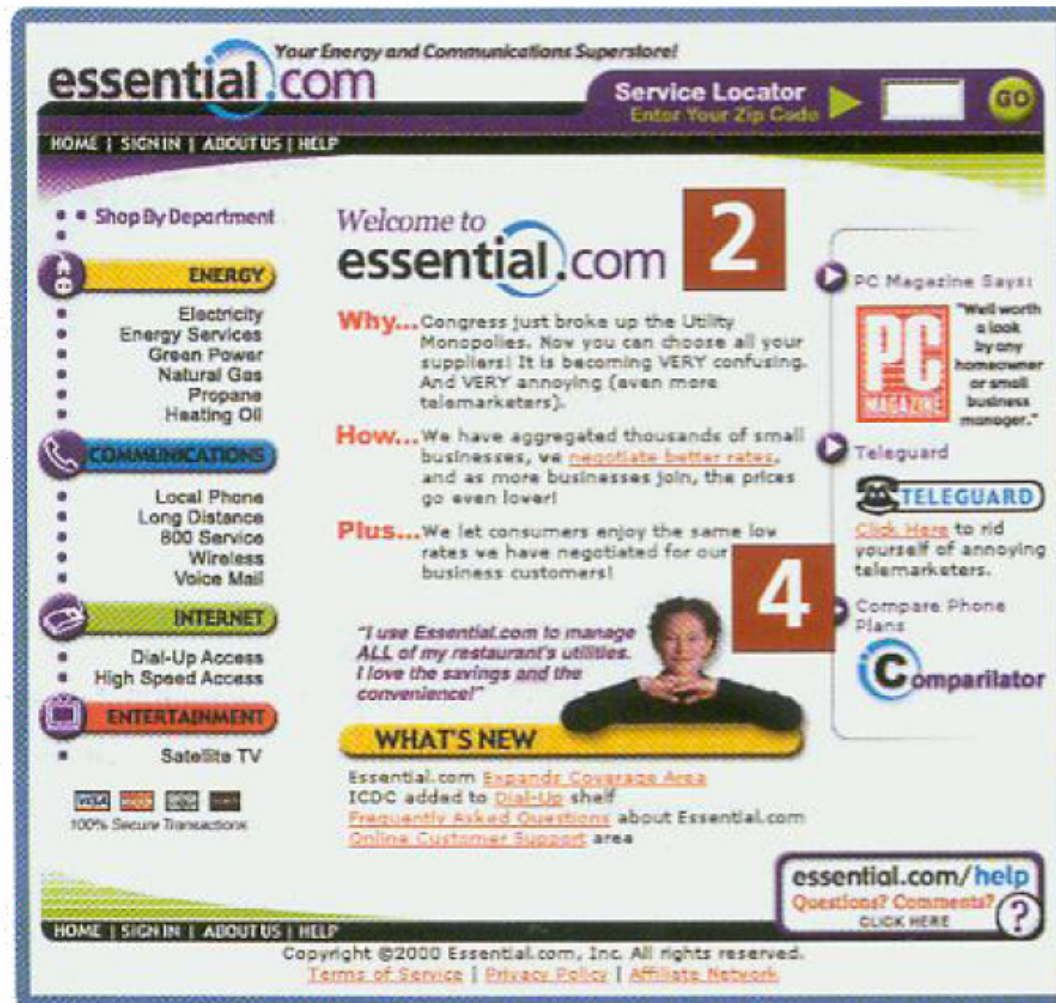 Your Energy and Communications Superstore!
essential.com
Service Locator
Enter Your Zip Code
GO
HOME | SIGN IN | ABOUT US | HELP
Shop By Department
ENERGY
Electricity
Energy Services
Green Power
Natural Gas
Propane
Heating Oil
COMMUNICATIONS
Local Phone
Long Distance
800 Service
Wireless
Voice Mail
INTERNET
Dial-Up Access
High Speed Access
ENTERTAINMENT
Satellite TV
VISA
100% Secure Transactions
Welcome to
essential.com
2
Why...Congress just broke up the Utility
Monopolies. Now you can choose all your
suppliers! It is becoming VERY confusing.
And VERY annoying (even more
telemarketers).
How...We have aggregated thousands of small
businesses, we negotiate better rates,
and as more businesses join, the prices
go even lower!
Plus...We let consumers enjoy the same low
rates we have negotiated for our
business customers!
4
"I use Essential.com to manage
ALL of my restaurant's utilities.
I love the savings and the
convenience!"
WHAT'S NEW
Essential.com Expands Coverage Area
ICDC added to Dial-Up shelf
Frequently Asked Questions about Essential.com
Online Customer Support area
PC Magazine Says:
PC
MAGAZINE
"Well worth
a look
by any
homeowner
or small
business
manager."
Teleguard
TELEGUARD
Click Here to rid
yourself of annoying
telemarketers.
Compare Phone
Plans
Comparilator
essential.com/help
Questions? Comments?
CLICK HERE
?
HOME | SIGN IN | ABOUT US | HELP
Copyright ©2000 Essential.com, Inc. All rights reserved.
Terms of Service | Privacy Policy | Affiliate Network